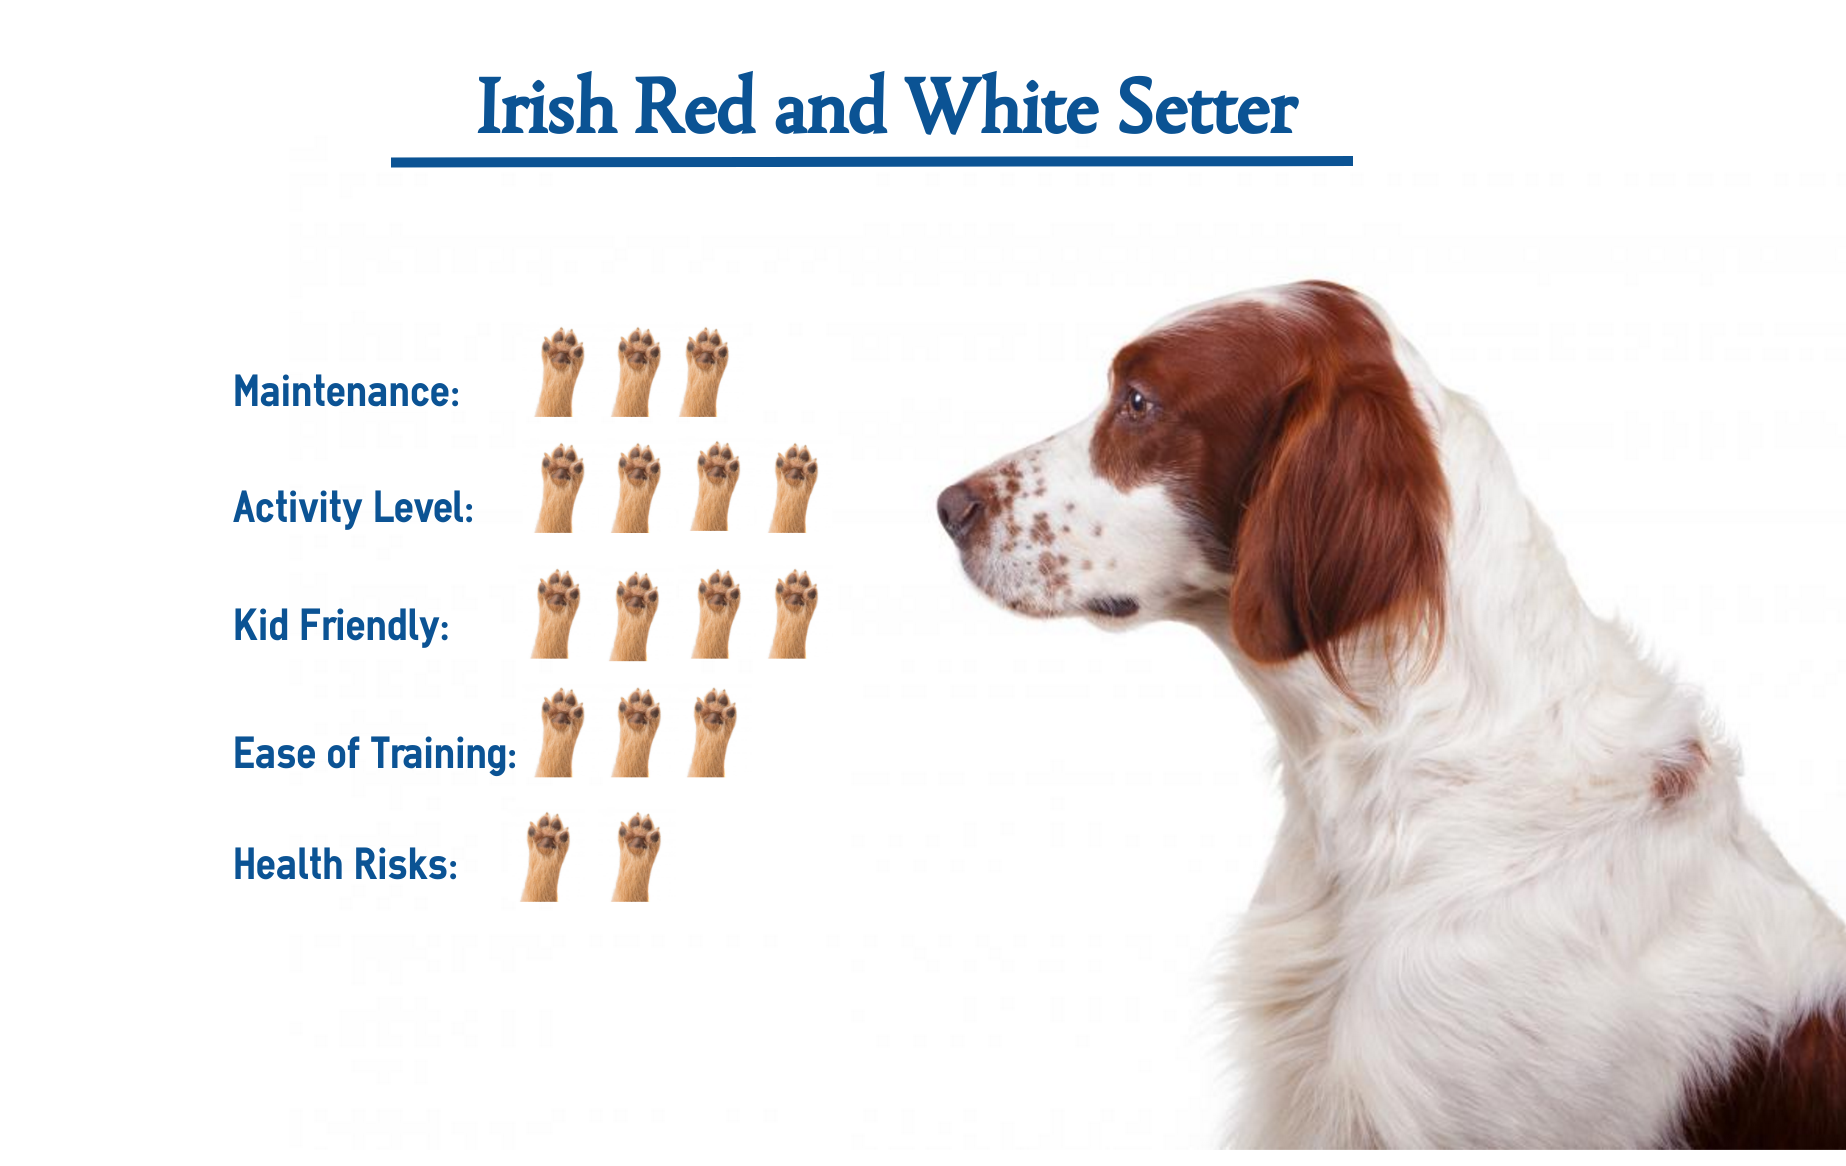 Irish Red and White Setter
Maintenance:
Activity Level:
Kid Friendly:
Ease of Training:
Health Risks: